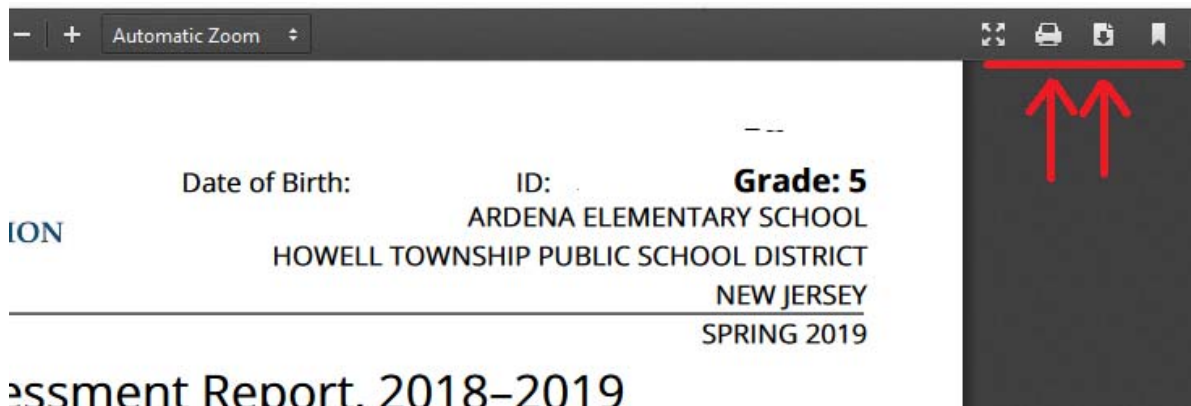 Automatic Zoom
Date of Birth: ID: Grade: 5
ARDENA ELEMENTARY SCHOOL
ION
HOWELL TOWNSHIP PUBLIC SCHOOL DISTRICT
NEW JERSEY
SPRING 2019
essment Report, 2018–2019